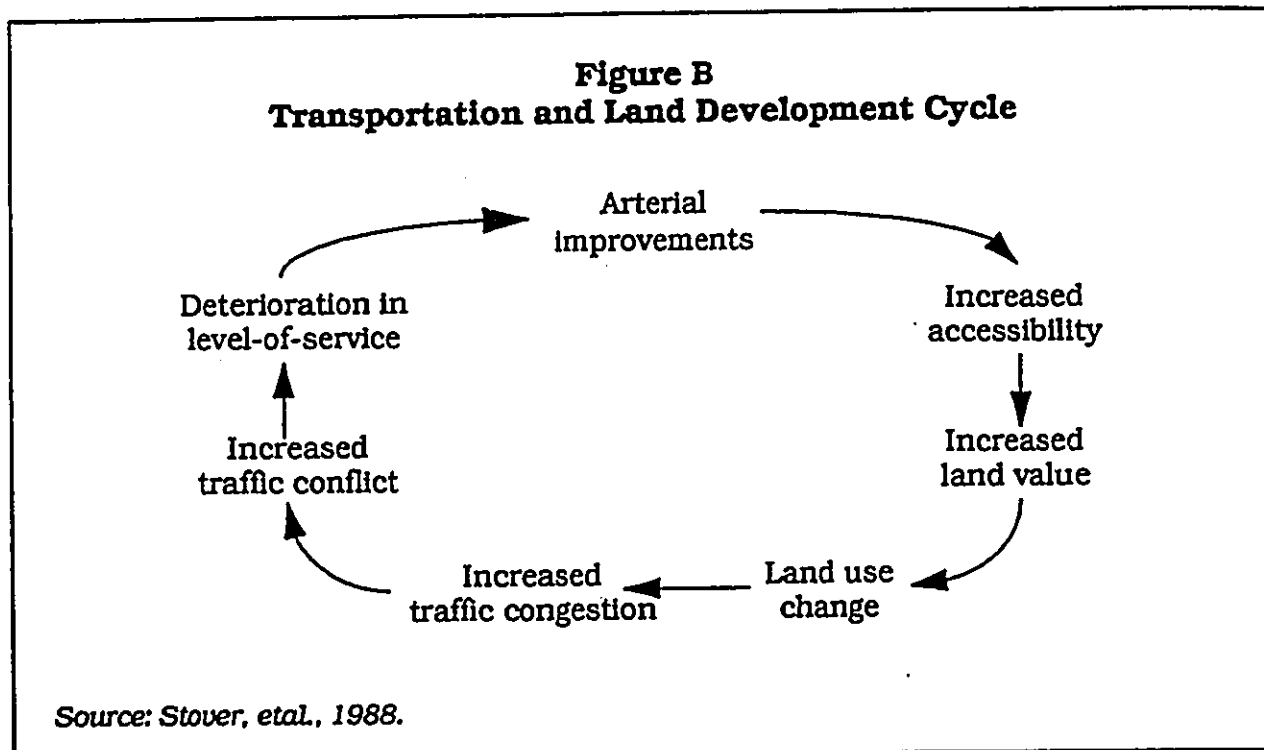 Figure B
Transportation and Land Development Cycle
Arterial
improvements
Increased
accessibility
Increased
land value
Land use
change
Increased
traffic congestion
Increased
traffic conflict
Deterioration in
level-of-service
Source: Stover, etal., 1988.